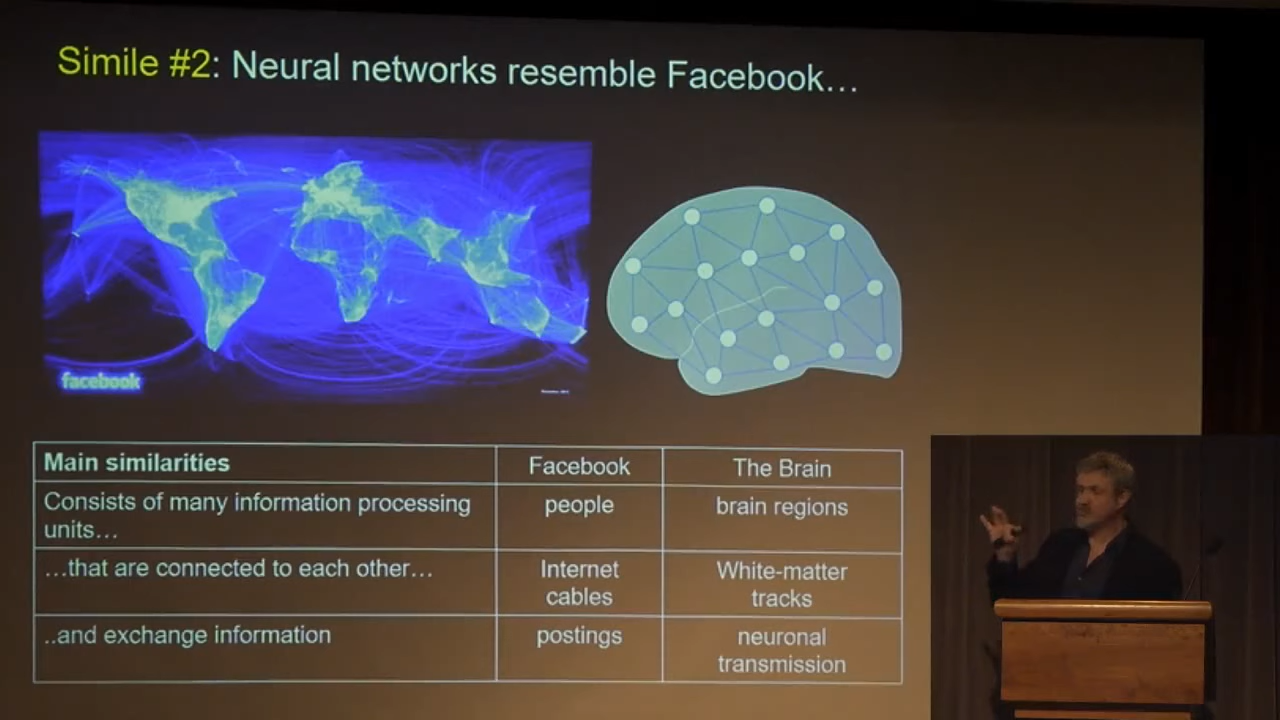 Simile #2: Neural networks resemble Facebook…
facebook
Main similarities
Facebook
The Brain
Consists of many information processing
units…
people
brain regions
…that are connected to each other…
Internet
cables
White-matter
tracks
..and exchange information
postings
neuronal
transmission